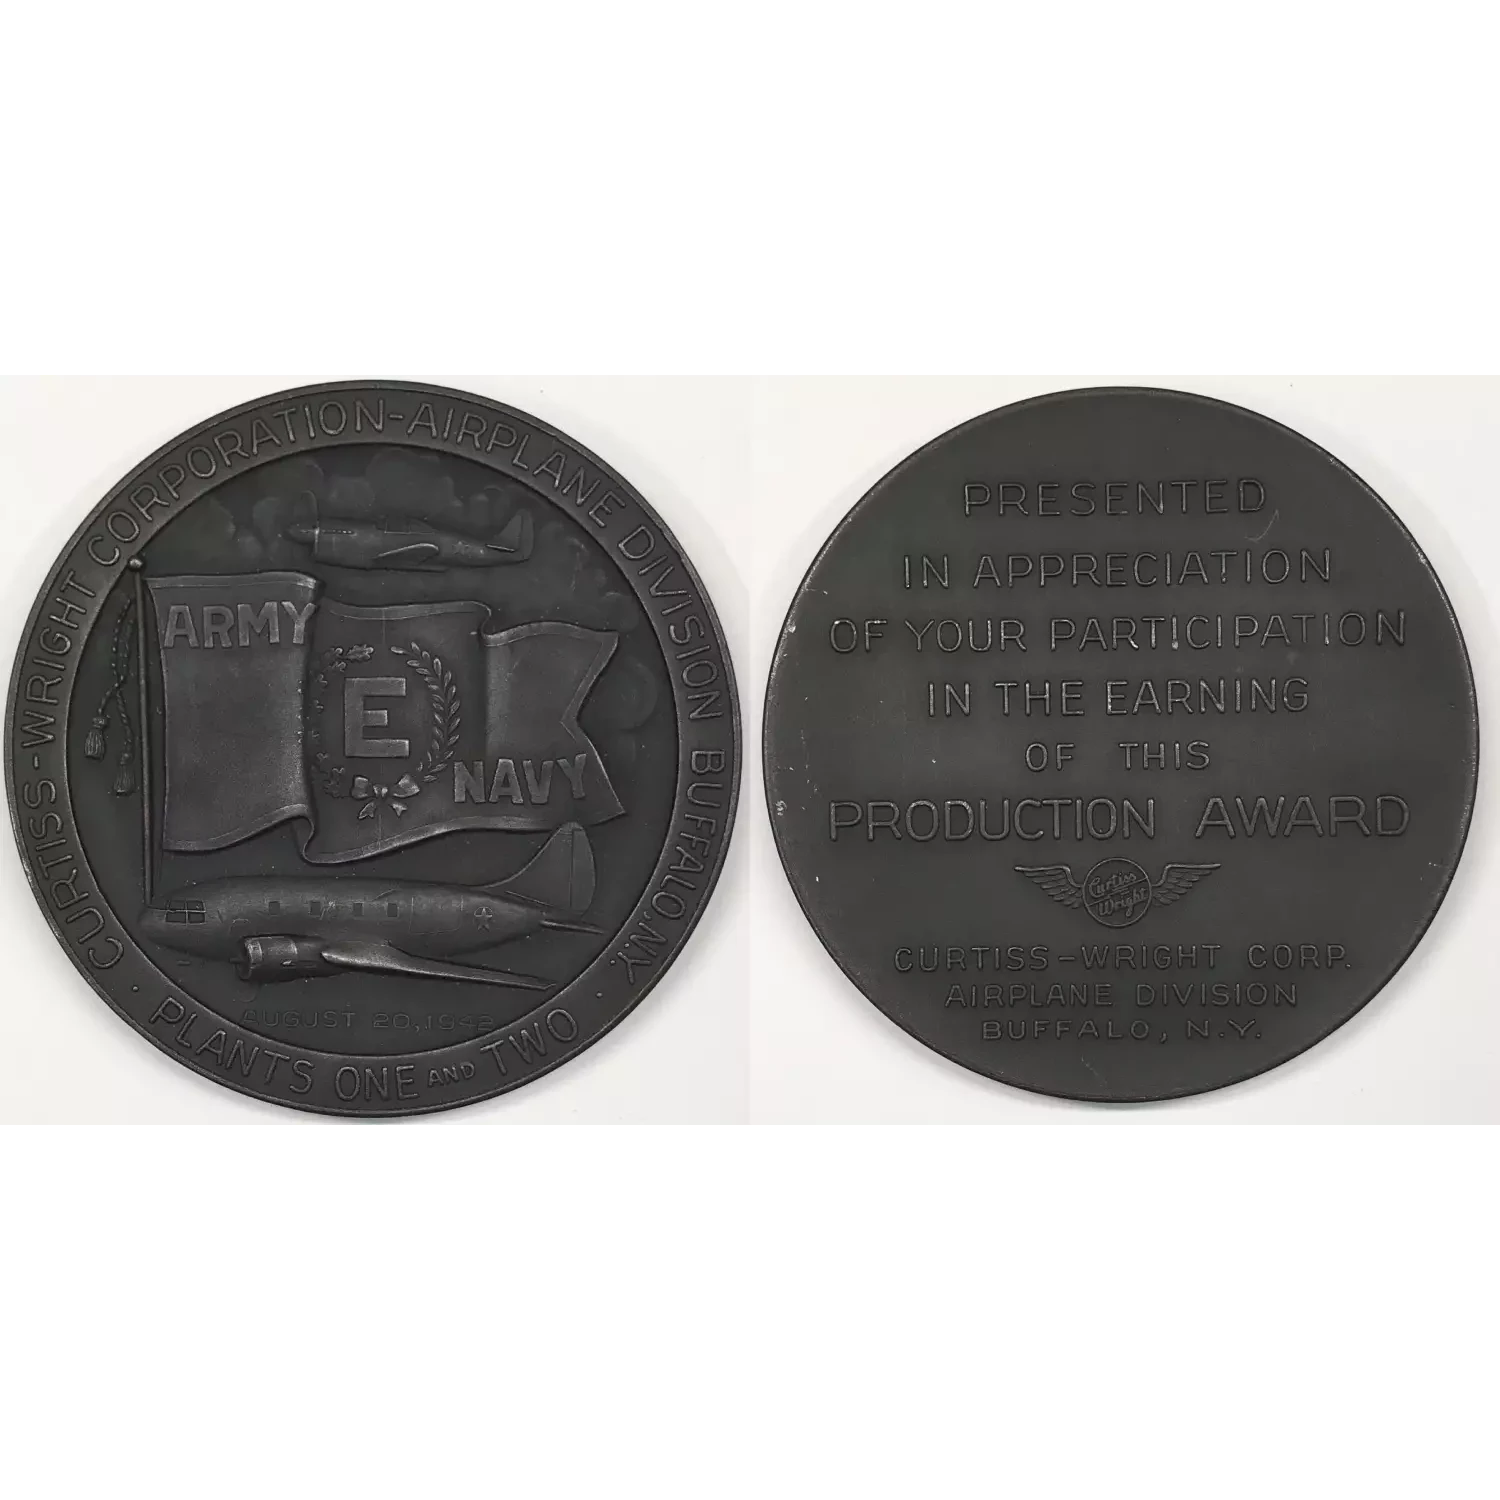 CURTISS-WRIGHT CORPORATION-AIRPLANE DIVISION BUFFALO, N.Y.
ARMY
E
NAVY
AUGUST 20, 1942
· PLANTS ONE AND TWO ·
PRESENTED
IN APPRECIATION
OF YOUR PARTICIPATION
IN THE EARNING
OF THIS
PRODUCTION AWARD
Curtiss
Wright
CURTISS-WRIGHT CORP.
AIRPLANE DIVISION
BUFFALO, N.Y.